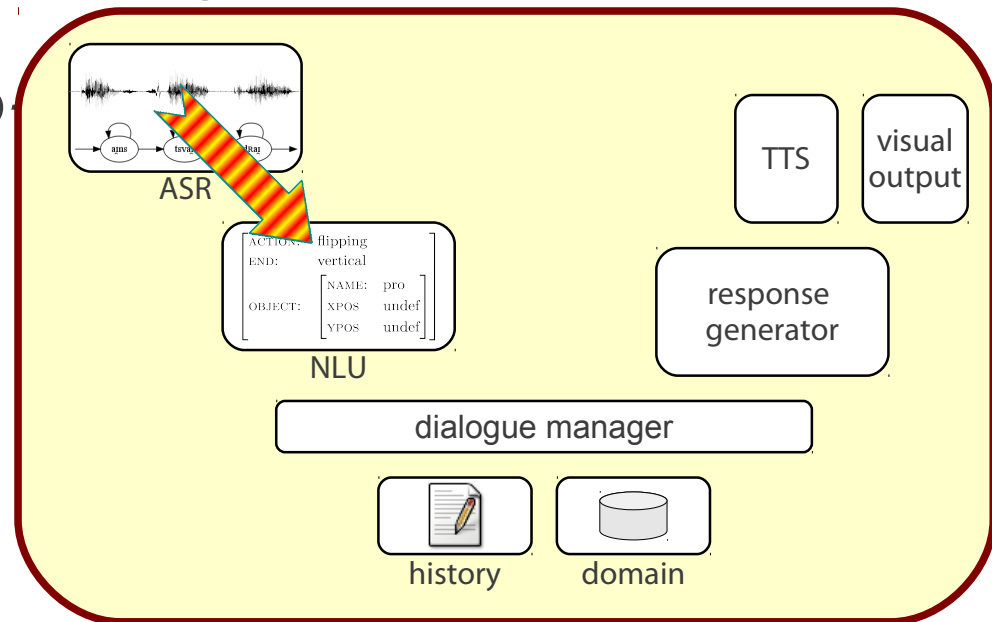 aɪns
ASR
TTS
visual
output
ACTION: flipping
END: vertical
NAME: pro
OBJECT: XPOS undef
YPOS undef
NLU
response
generator
dialogue manager
history
domain